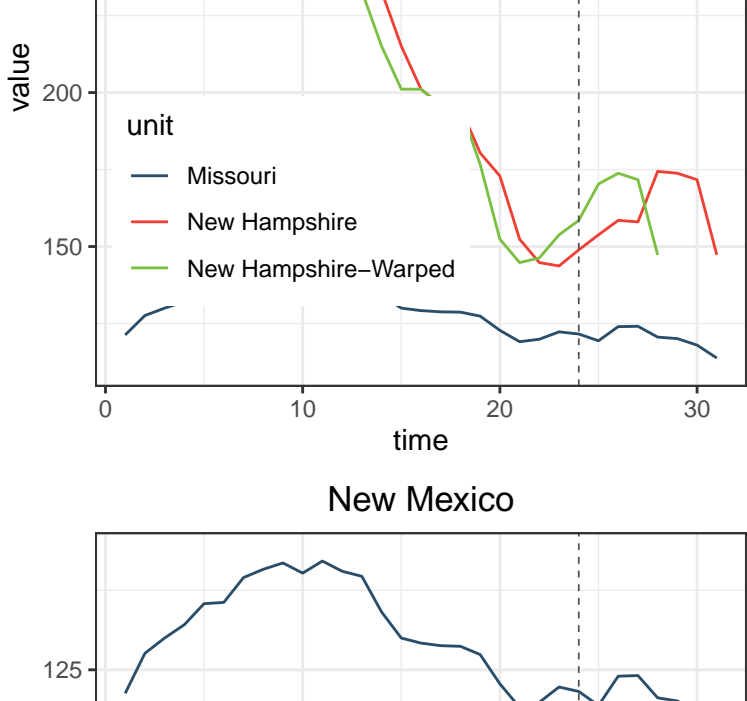 value
200
150
unit
Missouri
New Hampshire
New Hampshire−Warped
0 10 20 30
time
New Mexico
125